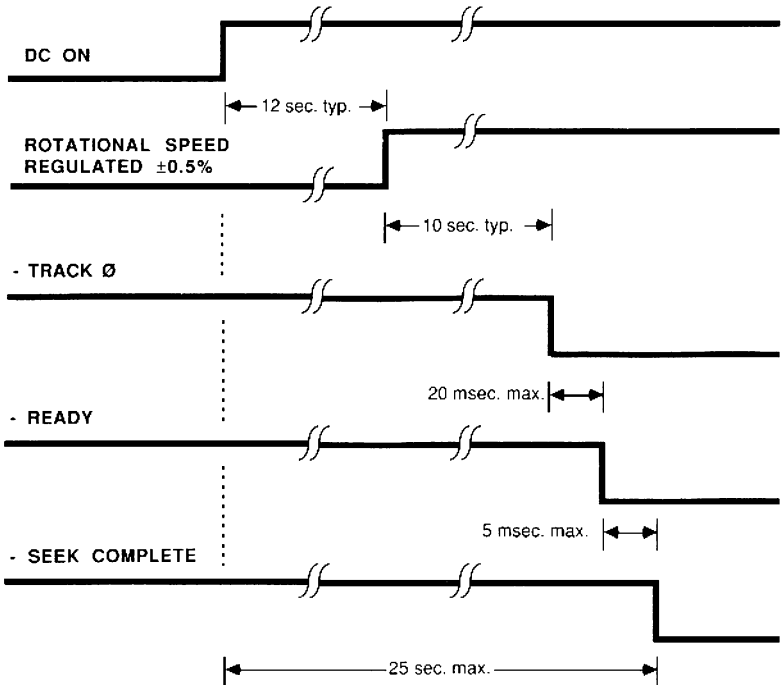 DC ON
12 sec. typ.
ROTATIONAL SPEED
REGULATED ±0.5%
10 sec. typ.
- TRACK Ø
20 msec. max.
- READY
5 msec. max.
- SEEK COMPLETE
25 sec. max.